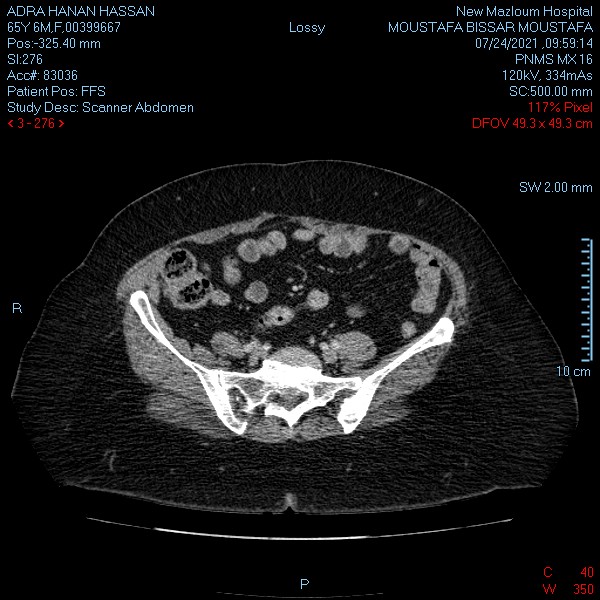 ADRA HANAN HASSAN
65Y 6M,F,00399667
Pos:-325.40 mm
SI:276
Acc#: 83036
Patient Pos: FFS
Study Desc: Scanner Abdomen
< 3 - 276 >
Lossy
New Mazloum Hospital
MOUSTAFA BISSAR MOUSTAFA
07/24/2021 ,09:59:14
PNMS MX 16
120kV, 334mAs
SC:500.00 mm
117% Pixel
DFOV 49.3 x 49.3 cm
SW 2.00 mm
R
10 cm
P
C 40
W 350